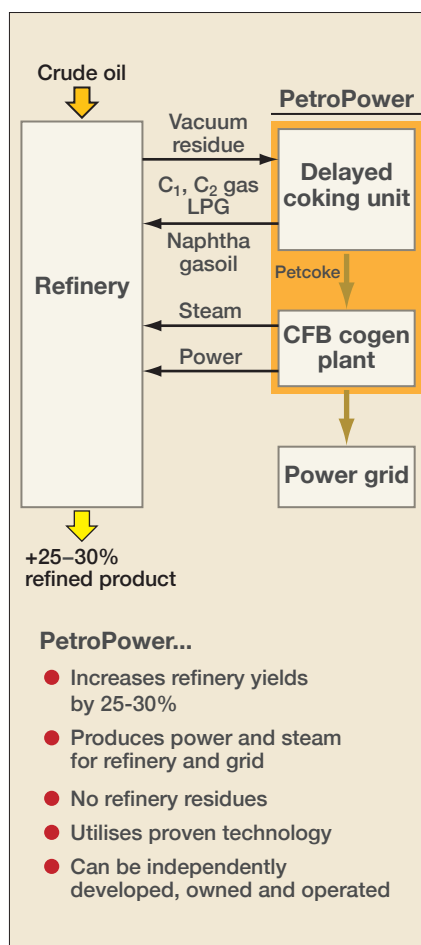 Crude oil
PetroPower
Vacuum
residue
Delayed
coking unit
C₁, C₂ gas
LPG
Naphtha
gasoil
Petcoke
Refinery
Steam
CFB cogen
plant
Power
Power grid
+25–30%
refined product
PetroPower...
Increases refinery yields
by 25-30%
Produces power and steam
for refinery and grid
No refinery residues
Utilises proven technology
Can be independently
developed, owned and operated